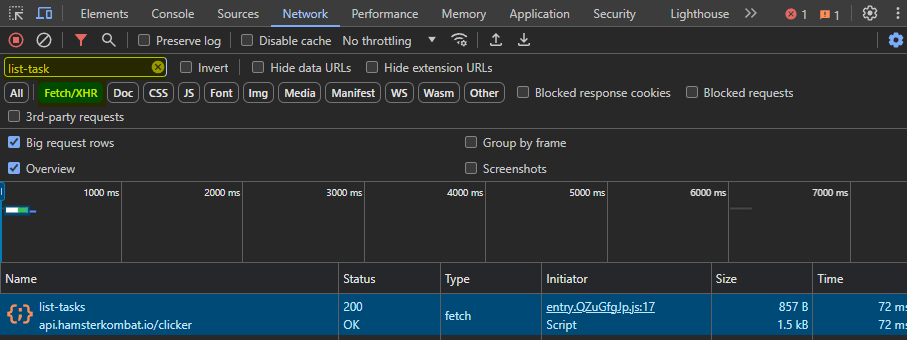 Elements Console Sources Network Performance Memory Application Security Lighthouse 1 1
Preserve log Disable cache No throttling
list-task Invert Hide data URLs Hide extension URLs
All Fetch/XHR Doc CSS JS Font Img Media Manifest WS Wasm Other Blocked response cookies Blocked requests
3rd-party requests
Big request rows Group by frame
Overview Screenshots
1000 ms 2000 ms 3000 ms 4000 ms 5000 ms 6000 ms 7000 ms
Name Status Type Initiator Size Time
list-tasks 200 fetch entry.QZuGfgJp.js:17 857 B 72 ms
api.hamsterkombat.io/clicker OK Script 1.5 kB 72 ms